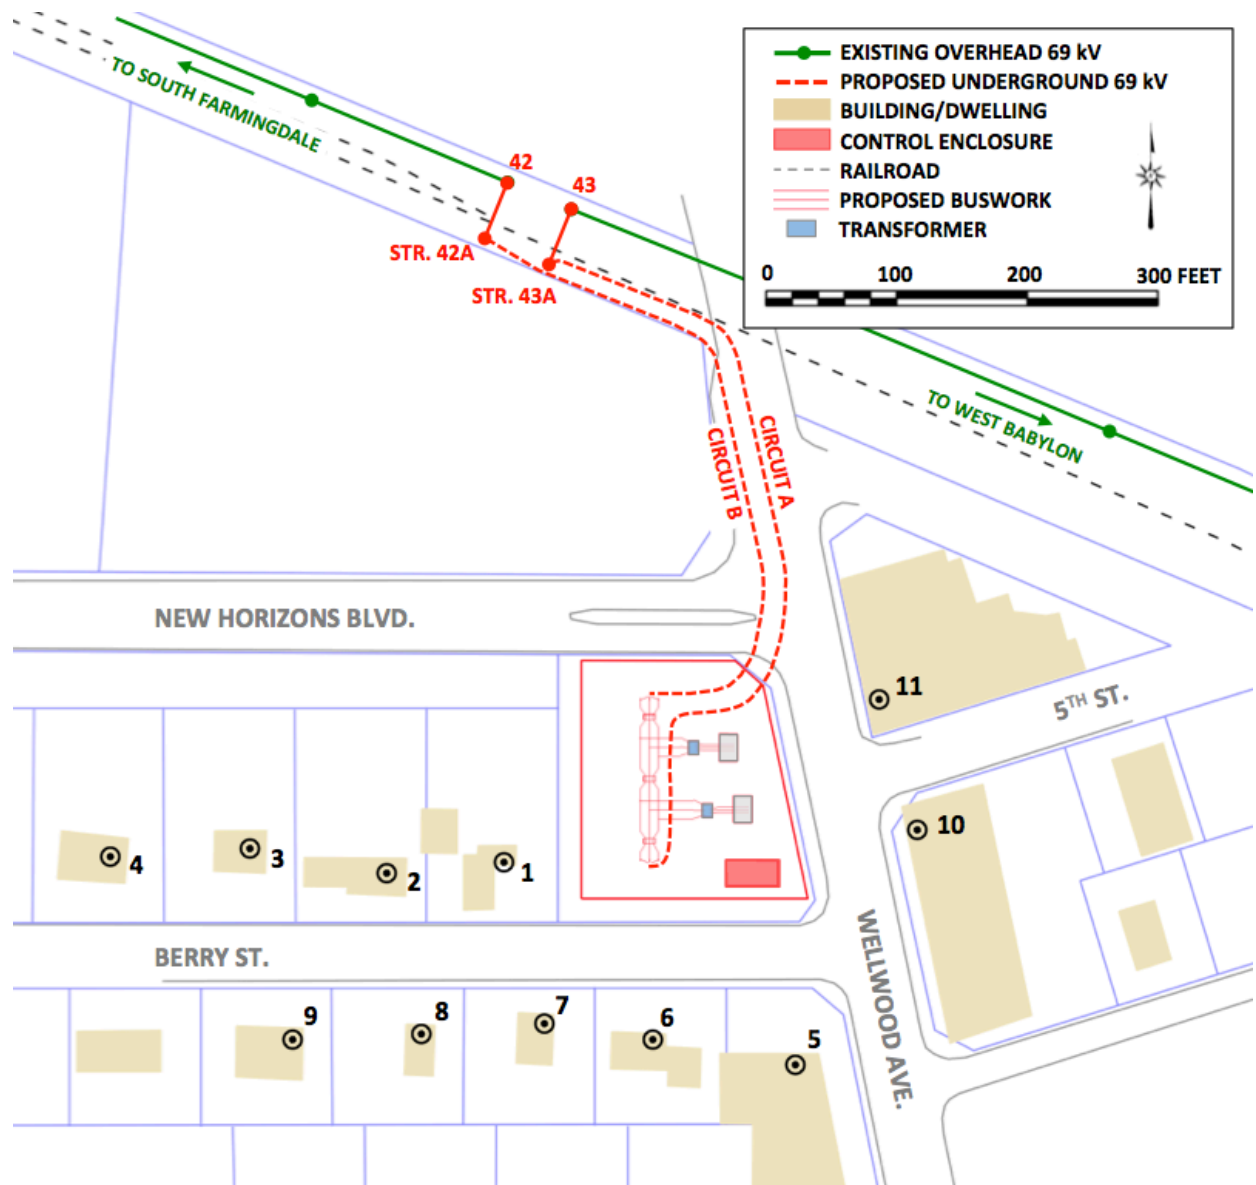 EXISTING OVERHEAD 69 kV
PROPOSED UNDERGROUND 69 kV
BUILDING/DWELLING
CONTROL ENCLOSURE
RAILROAD
PROPOSED BUSWORK
TRANSFORMER
0 100 200 300 FEET
TO SOUTH FARMINGDALE
42
43
STR. 42A
STR. 43A
TO WEST BABYLON
CIRCUIT A
CIRCUIT B
NEW HORIZONS BLVD.
11
5TH ST.
10
4
3
2
1
BERRY ST.
WELLWOOD AVE.
9
8
7
6
5